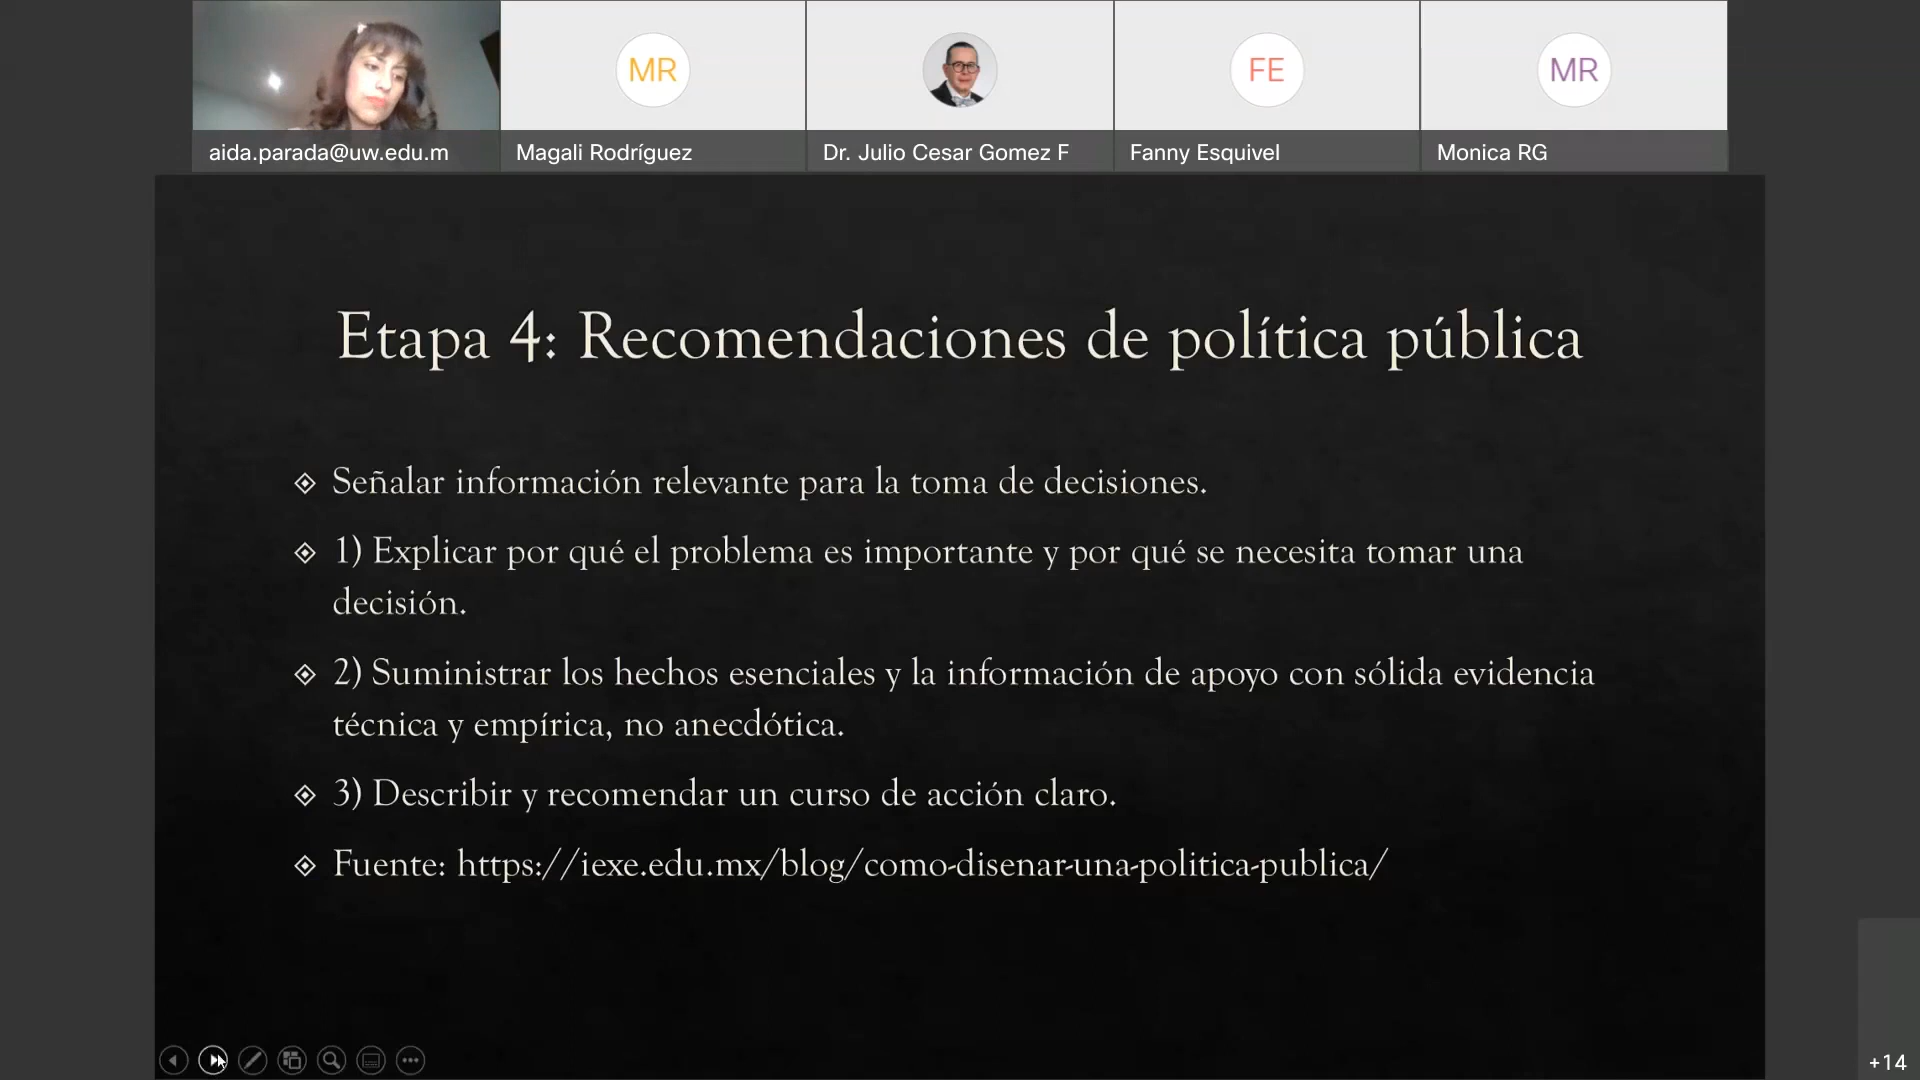 MR
FE
MR
aida.parada@uw.edu.m
Magali Rodríguez
Dr. Julio Cesar Gomez F
Fanny Esquivel
Monica RG
Etapa 4: Recomendaciones de política pública
Señalar información relevante para la toma de decisiones.
1) Explicar por qué el problema es importante y por qué se necesita tomar una
decisión.
2) Suministrar los hechos esenciales y la información de apoyo con sólida evidencia
técnica y empírica, no anecdótica.
3) Describir y recomendar un curso de acción claro.
Fuente: https://iexe.edu.mx/blog/como-disenar-una-politica-publica/
+14